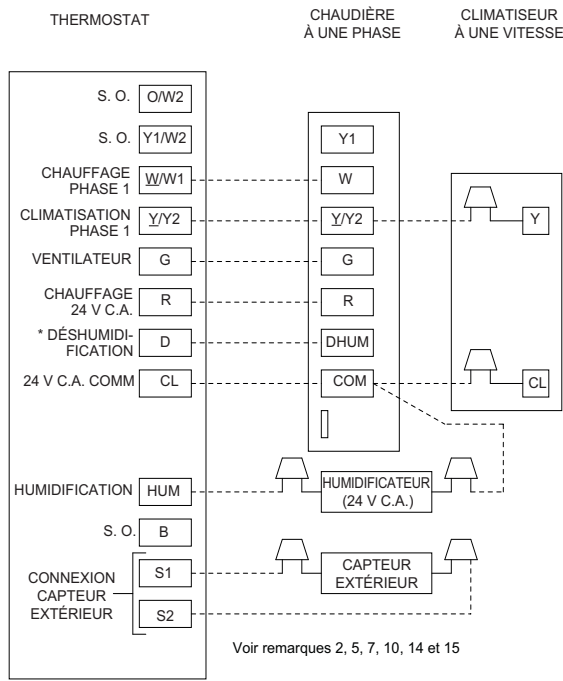 THERMOSTAT
CHAUDIÈRE
À UNE PHASE
CLIMATISEUR
À UNE VITESSE
S. O. O/W2
S. O. Y1/W2 Y1
CHAUFFAGE
PHASE 1
W/W1 W
CLIMATISATION
PHASE 1
Y/Y2 Y/Y2 Y
VENTILATEUR G G
CHAUFFAGE
24 V C.A.
R R
* DÉSHUMIDI-
FICATION
D DHUM
24 V C.A. COMM CL COM CL
HUMIDIFICATION HUM
HUMIDIFICATEUR
(24 V C.A.)
S. O. B
CONNEXION
CAPTEUR
EXTÉRIEUR
S1
S2
CAPTEUR
EXTÉRIEUR
Voir remarques 2, 5, 7, 10, 14 et 15